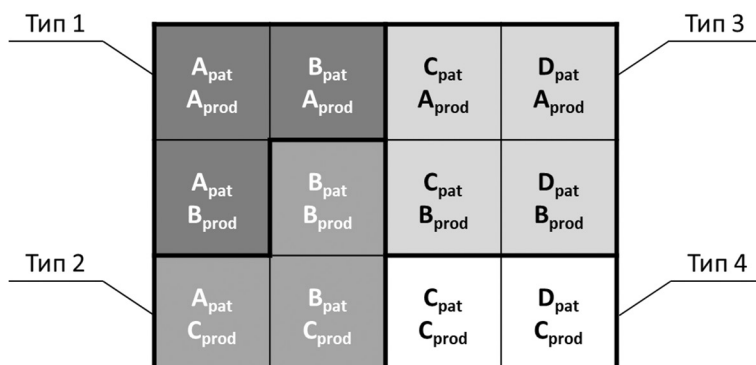 Тип 1
Тип 3
A_pat B_pat C_pat D_pat
A_prod A_prod A_prod A_prod
A_pat B_pat C_pat D_pat
B_prod B_prod B_prod B_prod
Тип 2
Тип 4
A_pat B_pat C_pat D_pat
C_prod C_prod C_prod C_prod